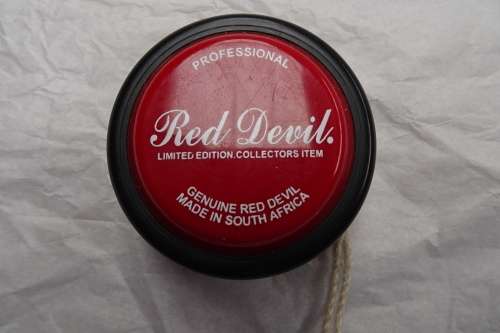 PROFESSIONAL
Red Devil.
LIMITED EDITION.COLLECTORS ITEM
GENUINE RED DEVIL
MADE IN SOUTH AFRICA